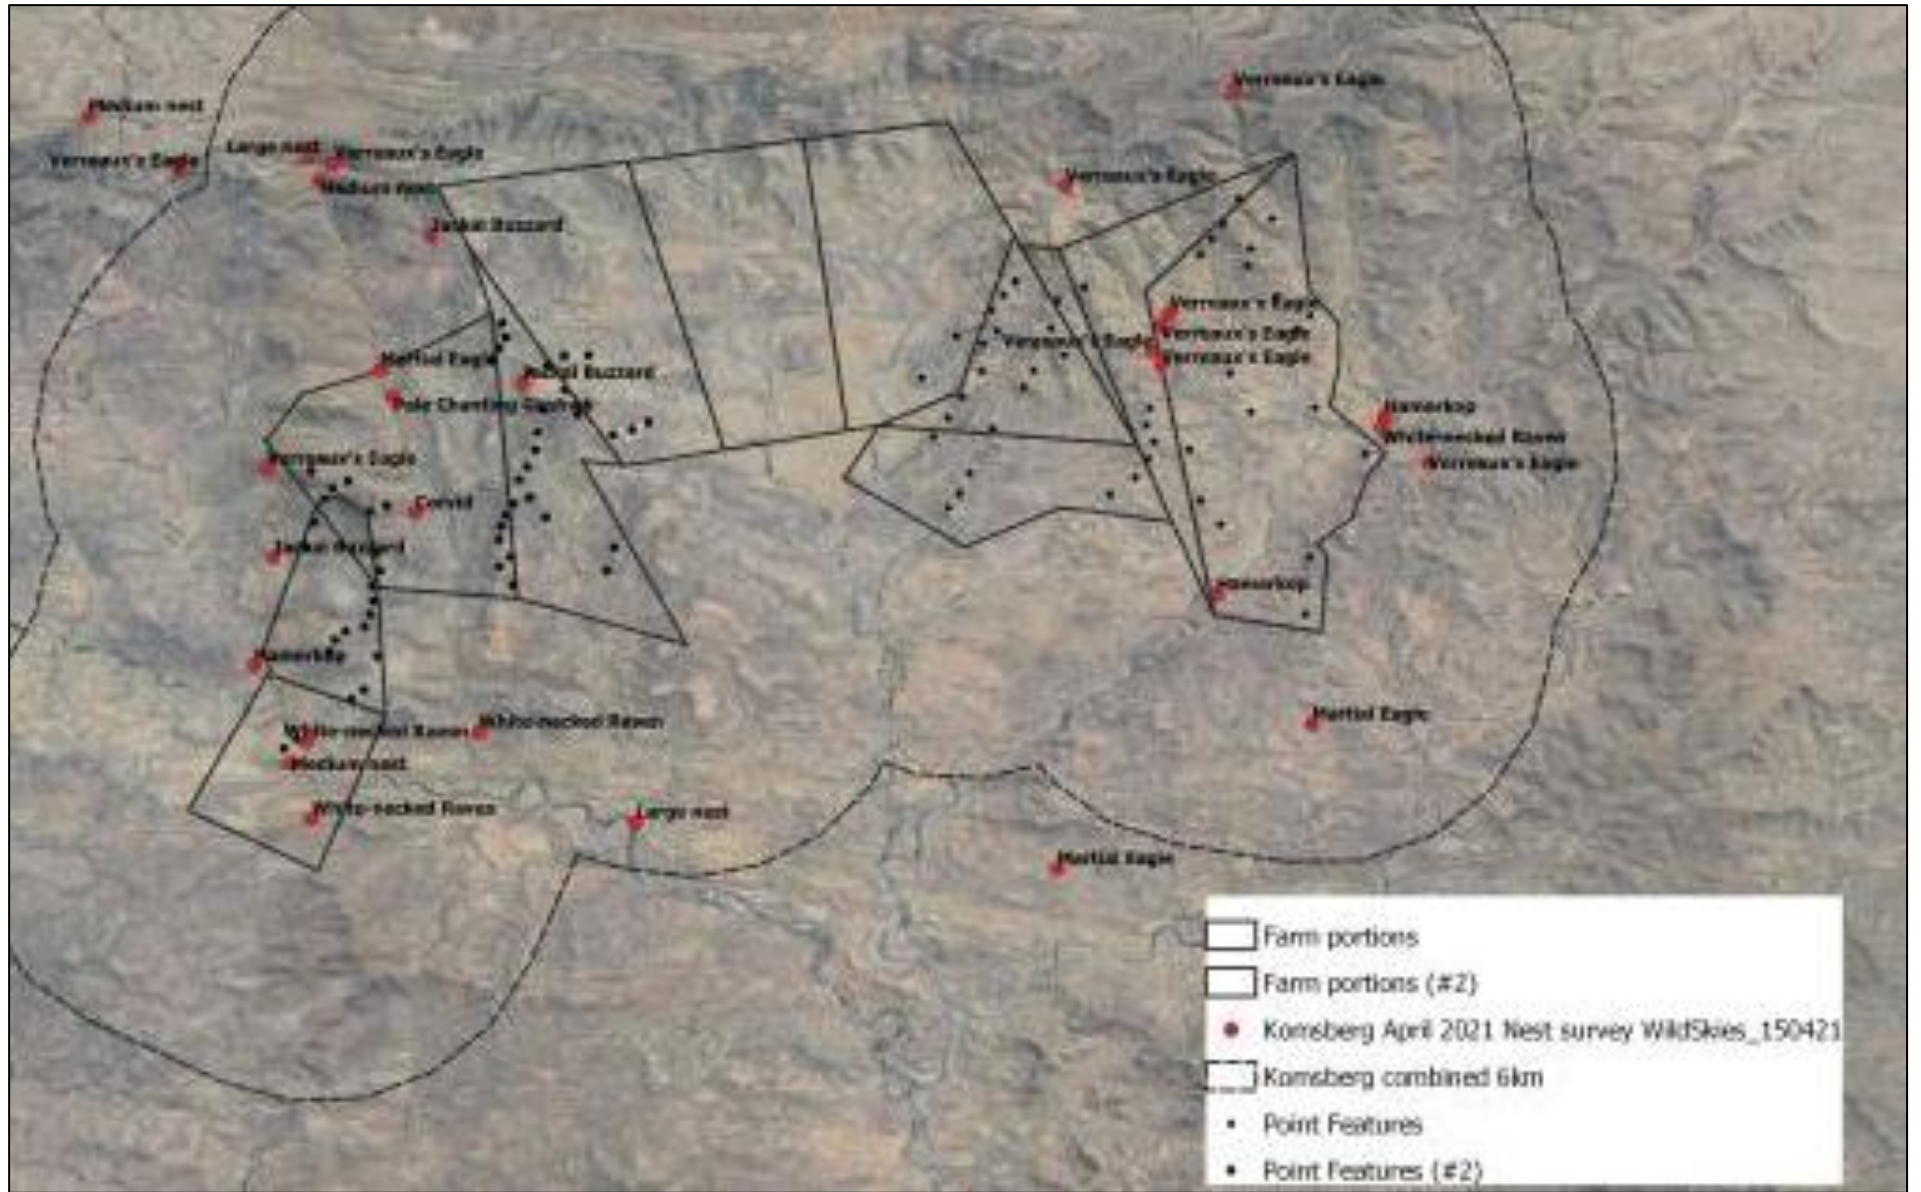 Verreaux's Eagle
Medium nest
Large nest
Verreaux's Eagle
Verreaux's Eagle
Medium nest
Verreaux's Eagle
Jackal Buzzard
Verreaux's Eagle
Verreaux's Eagle
Verreaux's Eagle
Verreaux's Eagle
Martial Eagle
Jackal Buzzard
Pale Chanting Goshawk
Hamerkop
White-necked Raven
Verreaux's Eagle
Verreaux's Eagle
Corvid
Jackal Buzzard
Hamerkop
Hamerkop
Martial Eagle
White-necked Raven
White-necked Raven
Medium nest
White-necked Raven
Large nest
Martial Eagle
Farm portions
Farm portions (#2)
Komsberg April 2021 Nest survey WildSkies_150421
Komsberg combined 6km
Point Features
Point Features (#2)